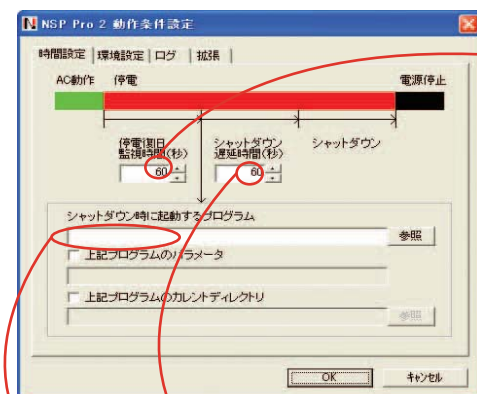 NSP Pro 2 動作条件設定
時間設定 環境設定 ログ 拡張
AC動作 停電 電源停止
停電復旧
監視時間(秒)
シャットダウン
遅延時間(秒)
シャットダウン
60 60
シャットダウン時に起動するプログラム
参照
上記プログラムのパラメータ
上記プログラムのカレントディレクトリ
参照
OK キャンセル